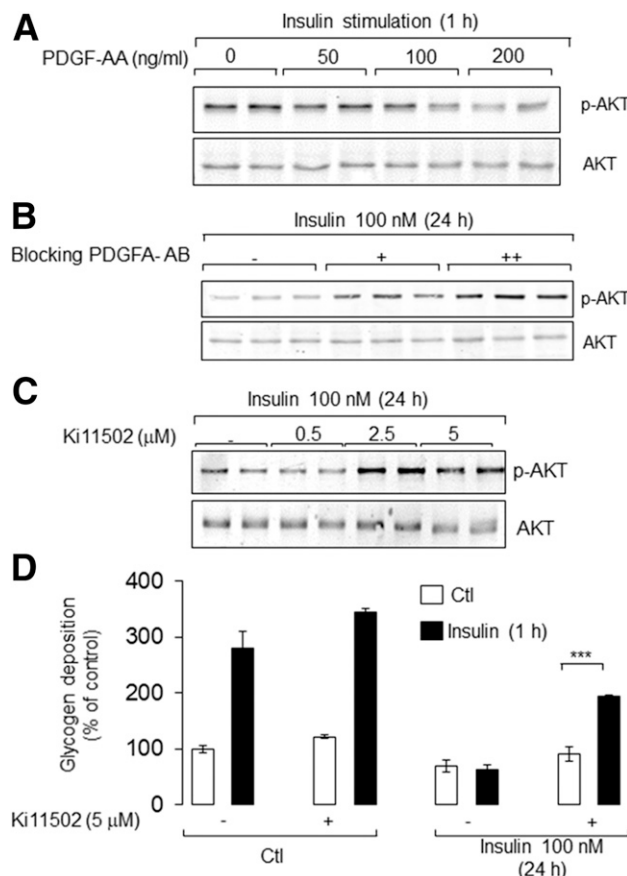 A
Insulin stimulation (1 h)
PDGF-AA (ng/ml) 0 50 100 200
p-AKT
AKT
B
Insulin 100 nM (24 h)
Blocking PDGFA- AB - + ++
p-AKT
AKT
C
Insulin 100 nM (24 h)
Ki11502 (μM) - 0.5 2.5 5
p-AKT
AKT
D
Glycogen deposition
(% of control)
400
300
200
100
0
Ctl
Insulin (1 h)
***
Ki11502 (5 μM) - + - +
Ctl
Insulin 100 nM
(24 h)